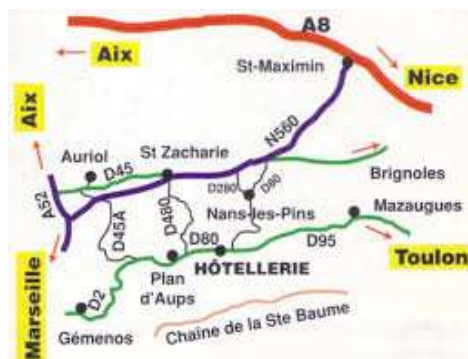 A8
Aix
St-Maximin
Nice
Aix
N560
Auriol
St Zacharie
D45
D280
D80
Brignoles
A52
D45A
D480
Nans-les-Pins
Mazaugues
D80
D95
HÔTELLERIE
Toulon
Marseille
Plan
d'Aups
D2
Gémenos
Chaîne de la Ste Baume